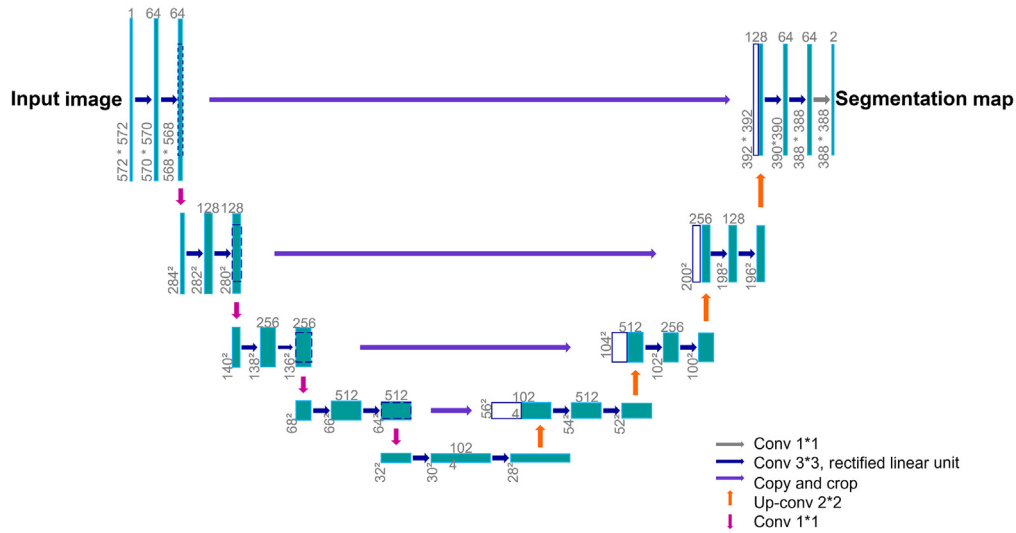 1 64 64
128 64 64 2
Input image
Segmentation map
572 * 572
570 * 570
568 * 568
392 * 392
390*390
388 * 388
388 * 388
128 128
256 128
284²
282²
280²
200²
198²
196²
256 256
512 256
140²
138²
136²
104²
102²
100²
512 512
102
4
512
68²
66²
64²
56²
54²
52²
102
4
32²
30²
28²
Conv 1*1
Conv 3*3, rectified linear unit
Copy and crop
Up-conv 2*2
Conv 1*1